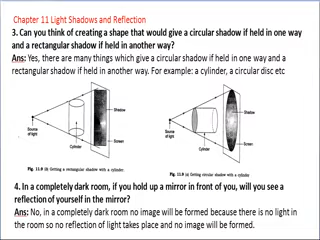 Chapter 11 Light Shadows and Reflection
3. Can you think of creating a shape that would give a circular shadow if held in one way
and a rectangular shadow if held in another way?
Ans: Yes, there are many things which give a circular shadow if held in one way and a
rectangular shadow if held in another way. For example: a cylinder, a circular disc etc
Shadow
Source
of light
Screen
Fig. 11.9 (b) Getting a rectangular shadow with a cylinder
Shadow
Source
of light
Screen
Fig. 11.9 (a) Getting a circular shadow with a cylinder.
4. In a completely dark room, if you hold up a mirror in front of you, will you see a
reflection of yourself in the mirror?
Ans: No, in a completely dark room no image will be formed because there is no light in
the room so no reflection of light takes place and no image will be formed.